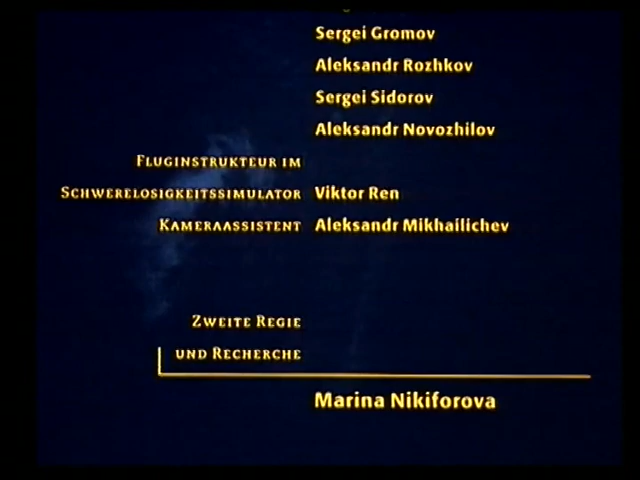 Sergei Gromov
Aleksandr Rozhkov
Sergei Sidorov
Aleksandr Novozhilov
Fluginstrukteur im
Schwerelosigkeitssimulator Viktor Ren
Kameraassistent Aleksandr Mikhailichev
Zweite Regie
und Recherche
Marina Nikiforova